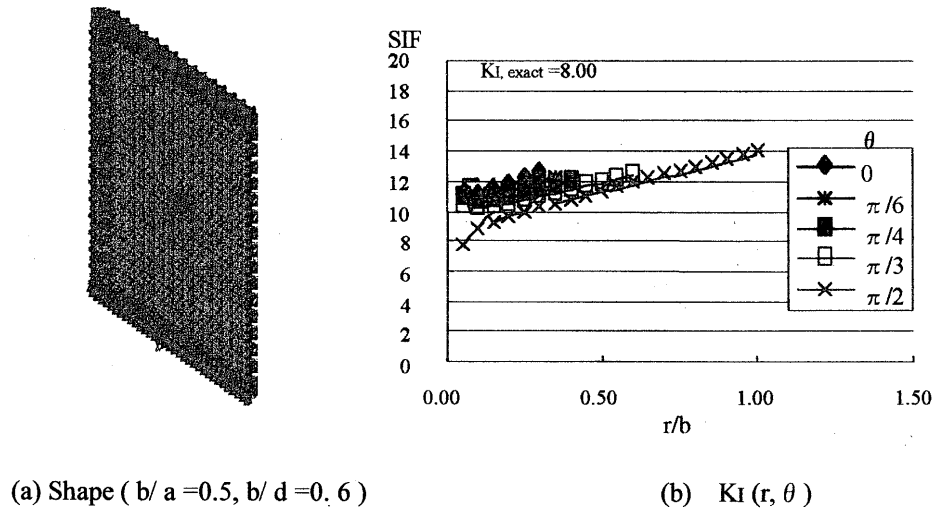 SIF
KI, exact =8.00
20
18
16
14
12
10
8
6
4
2
0
0.00 0.50 1.00 1.50
r/b
θ
0
π/6
π/4
π/3
π/2
(a) Shape ( b/ a =0.5, b/ d =0. 6 )
(b) KI (r, θ )